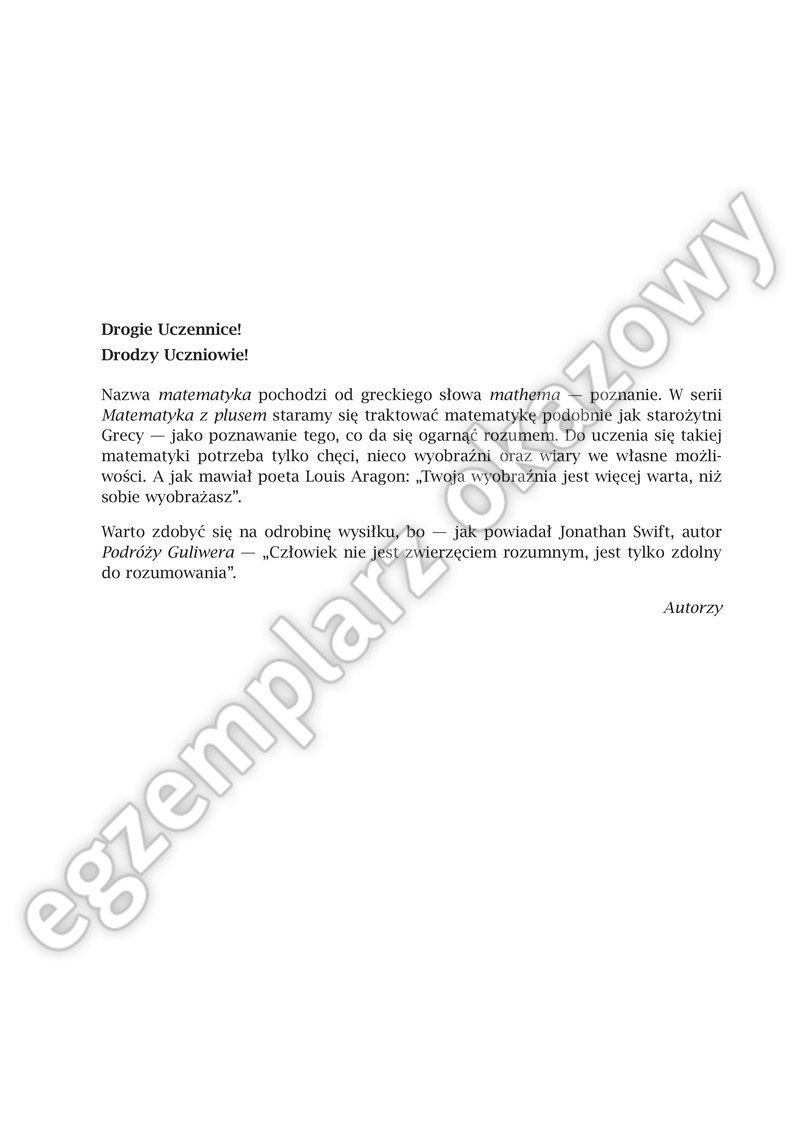 Drogie Uczennice!
Drodzy Uczniowie!
Nazwa matematyka pochodzi od greckiego słowa mathema — poznanie. W serii
Matematyka z plusem staramy się traktować matematykę podobnie jak starożytni
Grecy — jako poznawanie tego, co da się ogarnąć rozumem. Do uczenia się takiej
matematyki potrzeba tylko chęci, nieco wyobraźni oraz wiary we własne możli-
wości. A jak mawiał poeta Louis Aragon: „Twoja wyobraźnia jest więcej warta, niż
sobie wyobrażasz”.
Warto zdobyć się na odrobinę wysiłku, bo — jak powiadał Jonathan Swift, autor
Podróży Guliwera — „Człowiek nie jest zwierzęciem rozumnym, jest tylko zdolny
do rozumowania”.
Autorzy
egzemplarz okazowy